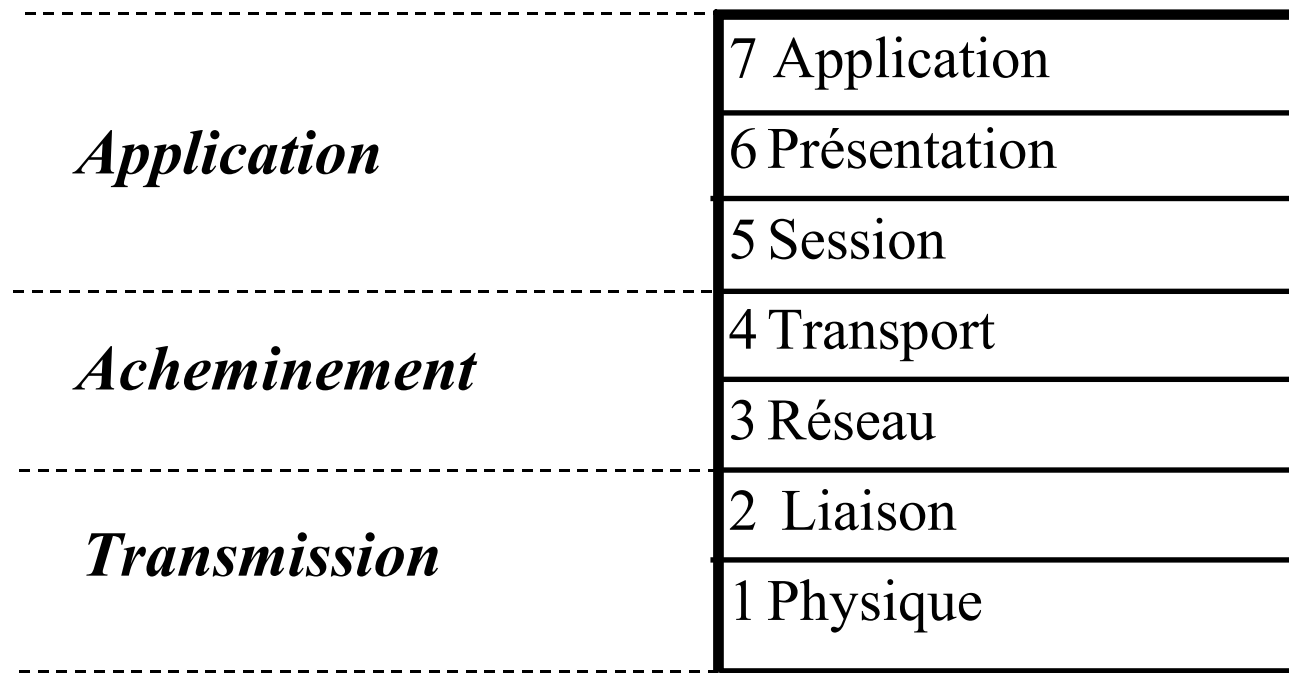 7 Application
Application
6 Présentation
5 Session
4 Transport
Acheminement
3 Réseau
2 Liaison
Transmission
1 Physique